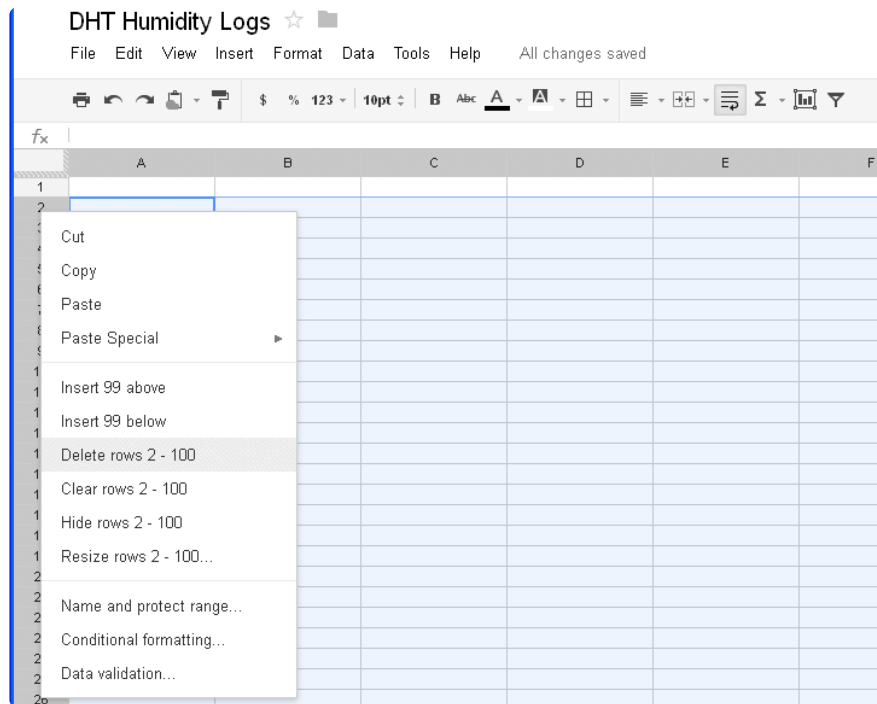 DHT Humidity Logs
File Edit View Insert Format Data Tools Help All changes saved
$ % 123 10pt B Abc A A Σ
fx
A B C D E F
1
2
Cut
Copy
Paste
Paste Special
Insert 99 above
Insert 99 below
Delete rows 2 - 100
Clear rows 2 - 100
Hide rows 2 - 100
Resize rows 2 - 100...
Name and protect range...
Conditional formatting...
Data validation...